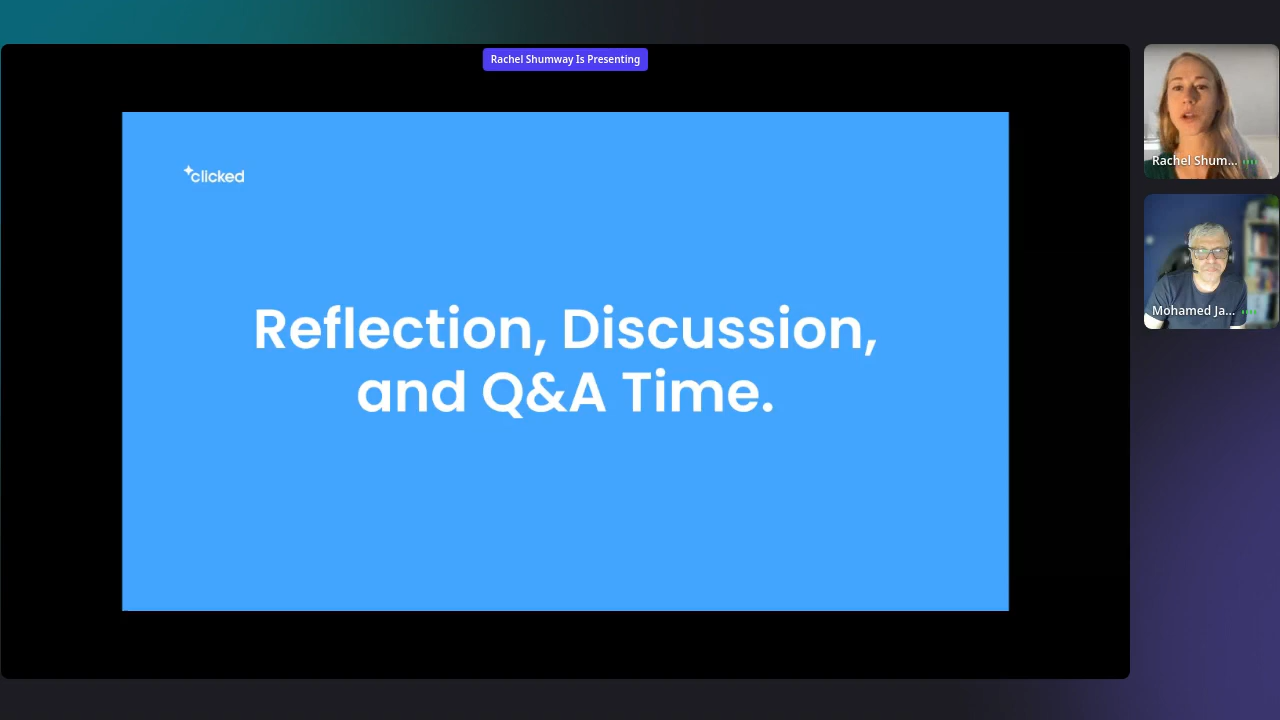 Rachel Shumway Is Presenting
clicked
Reflection, Discussion,
and Q&A Time.
Rachel Shum...
Mohamed Ja...